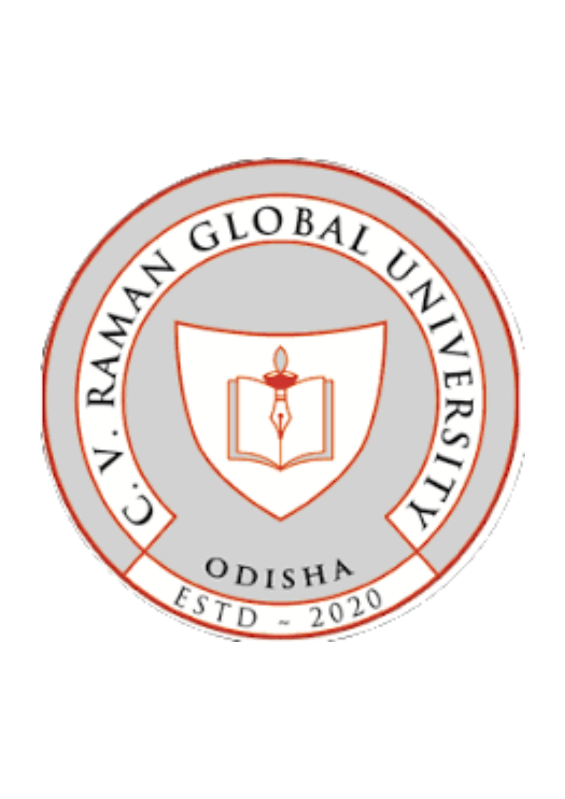 C. V. RAMAN GLOBAL UNIVERSITY
ODISHA
ESTD ~ 2020